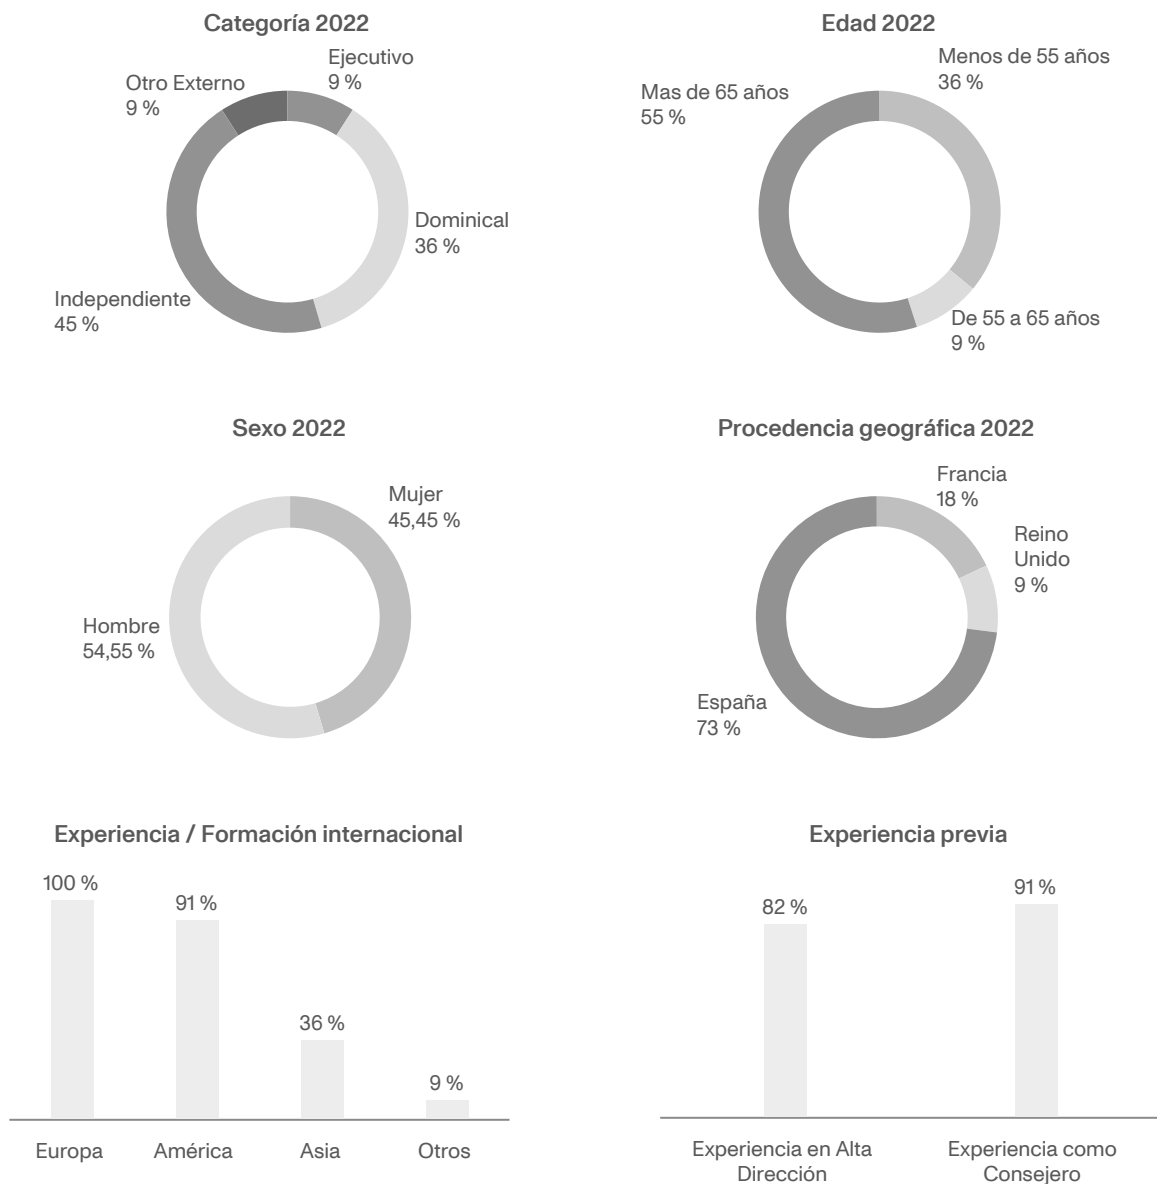 Categoría 2022
Ejecutivo
9 %
Otro Externo
9 %
Dominical
36 %
Independiente
45 %
Edad 2022
Menos de 55 años
36 %
Mas de 65 años
55 %
De 55 a 65 años
9 %
Sexo 2022
Mujer
45,45 %
Hombre
54,55 %
Procedencia geográfica 2022
Francia
18 %
Reino
Unido
9 %
España
73 %
Experiencia / Formación internacional
100 %
91 %
36 %
9 %
Europa
América
Asia
Otros
Experiencia previa
82 %
91 %
Experiencia en Alta
Dirección
Experiencia como
Consejero